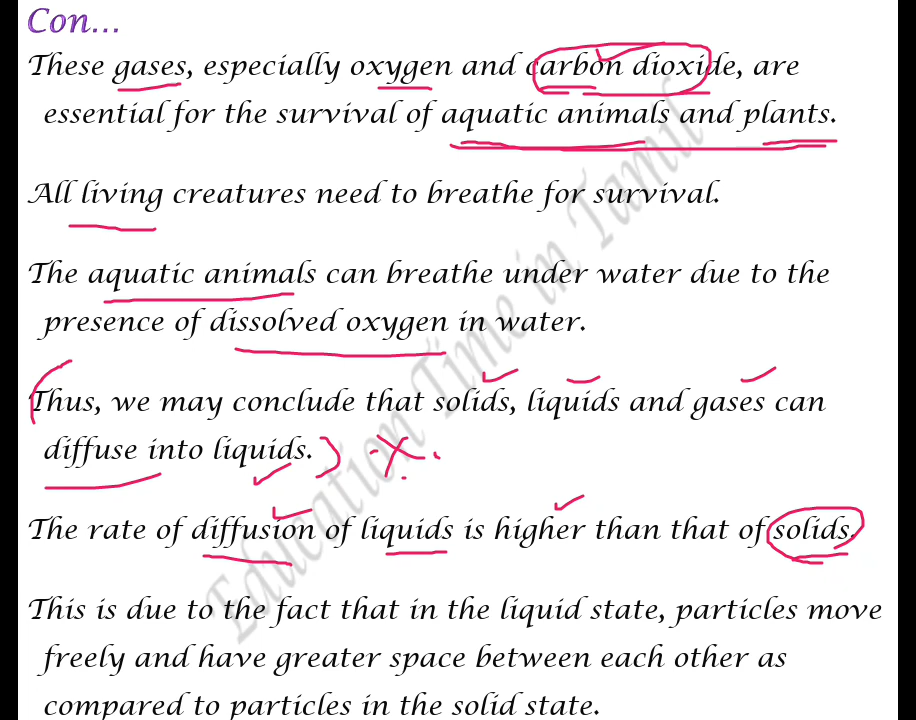 Con...
These gases, especially oxygen and carbon dioxide, are
essential for the survival of aquatic animals and plants.
All living creatures need to breathe for survival.
The aquatic animals can breathe under water due to the
presence of dissolved oxygen in water.
Thus, we may conclude that solids, liquids and gases can
diffuse into liquids.
The rate of diffusion of liquids is higher than that of solids.
This is due to the fact that in the liquid state, particles move
freely and have greater space between each other as
compared to particles in the solid state.
Education Time in Tamil